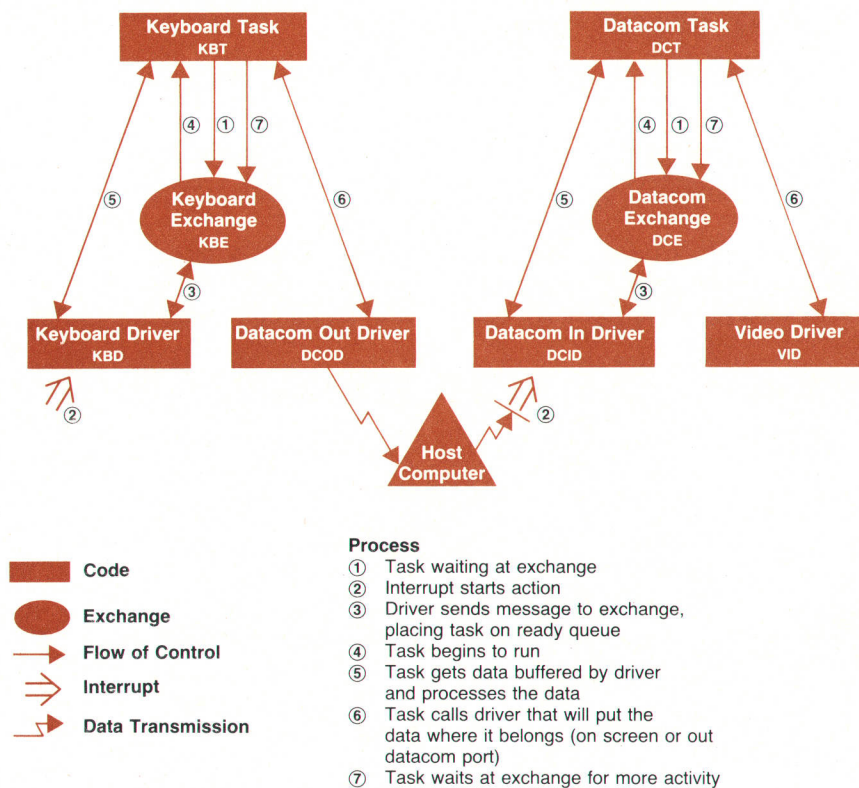 Keyboard Task
KBT
Datacom Task
DCT
④ ① ⑦
④ ① ⑦
Keyboard
Exchange
KBE
Datacom
Exchange
DCE
⑤ ⑥
⑤ ⑥
③
③
Keyboard Driver
KBD
Datacom Out Driver
DCOD
Datacom In Driver
DCID
Video Driver
VID
②
②
Host
Computer
Code
Exchange
Flow of Control
Interrupt
Data Transmission
Process
① Task waiting at exchange
② Interrupt starts action
③ Driver sends message to exchange,
placing task on ready queue
④ Task begins to run
⑤ Task gets data buffered by driver
and processes the data
⑥ Task calls driver that will put the
data where it belongs (on screen or out
datacom port)
⑦ Task waits at exchange for more activity